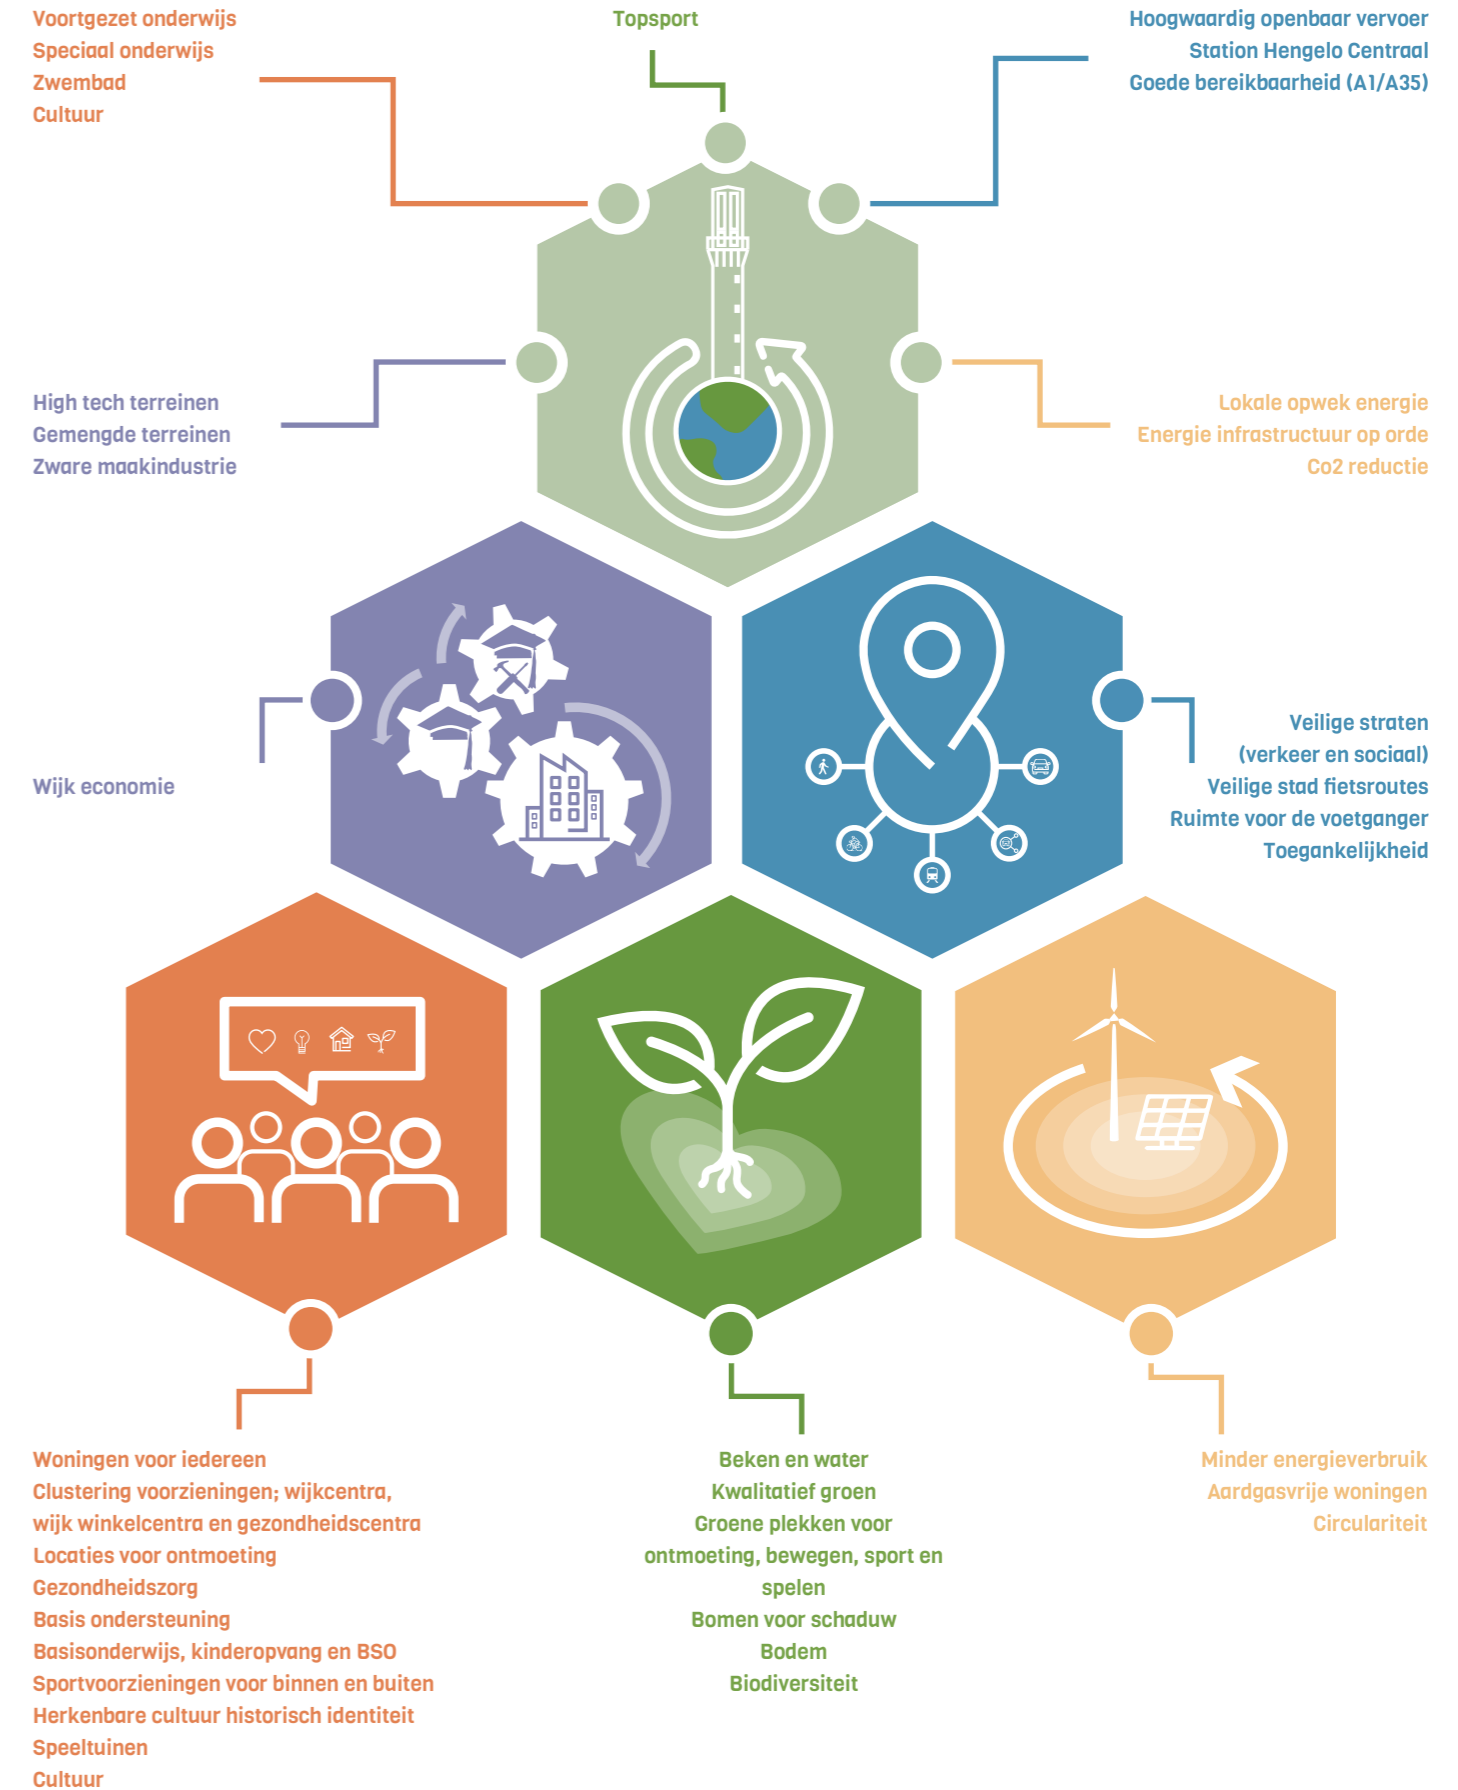 Voortgezet onderwijs
Speciaal onderwijs
Zwembad
Cultuur
Topsport
Hoogwaardig openbaar vervoer
Station Hengelo Centraal
Goede bereikbaarheid (A1/A35)
High tech terreinen
Gemengde terreinen
Zware maakindustrie
Lokale opwek energie
Energie infrastructuur op orde
Co2 reductie
Wijk economie
Veilige straten
(verkeer en sociaal)
Veilige stad fietsroutes
Ruimte voor de voetganger
Toegankelijkheid
Woningen voor iedereen
Clustering voorzieningen; wijkcentra,
wijk winkelcentra en gezondheidscentra
Locaties voor ontmoeting
Gezondheidszorg
Basis ondersteuning
Basisonderwijs, kinderopvang en BSO
Sportvoorzieningen voor binnen en buiten
Herkenbare cultuur historisch identiteit
Speeltuinen
Cultuur
Beken en water
Kwalitatief groen
Groene plekken voor
ontmoeting, bewegen, sport en
spelen
Bomen voor schaduw
Bodem
Biodiversiteit
Minder energieverbruik
Aardgasvrije woningen
Circulariteit